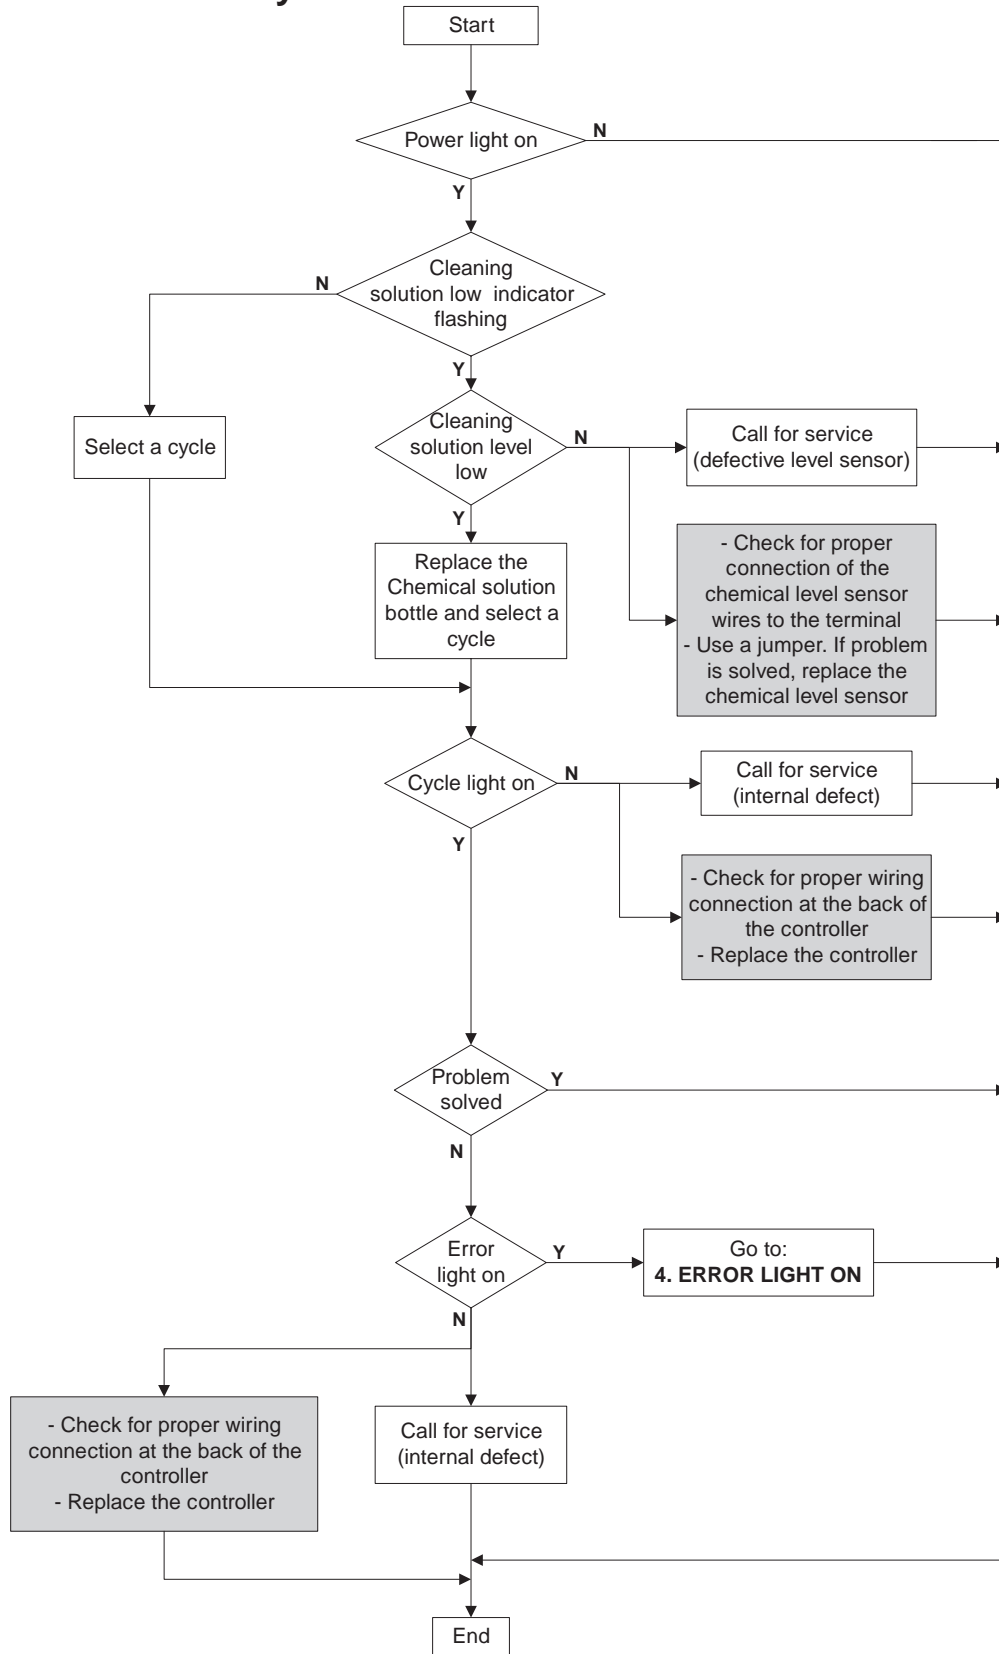 Start
Power light on
N
Y
Cleaning
solution low indicator
flashing
N
Y
Select a cycle
Cleaning
solution level
low
N
Y
Call for service
(defective level sensor)
- Check for proper
connection of the
chemical level sensor
wires to the terminal
- Use a jumper. If problem
is solved, replace the
chemical level sensor
Replace the
Chemical solution
bottle and select a
cycle
Cycle light on
N
Y
Call for service
(internal defect)
- Check for proper wiring
connection at the back of
the controller
- Replace the controller
Problem
solved
Y
N
Error
light on
Y
N
Go to:
4. ERROR LIGHT ON
- Check for proper wiring
connection at the back of the
controller
- Replace the controller
Call for service
(internal defect)
End